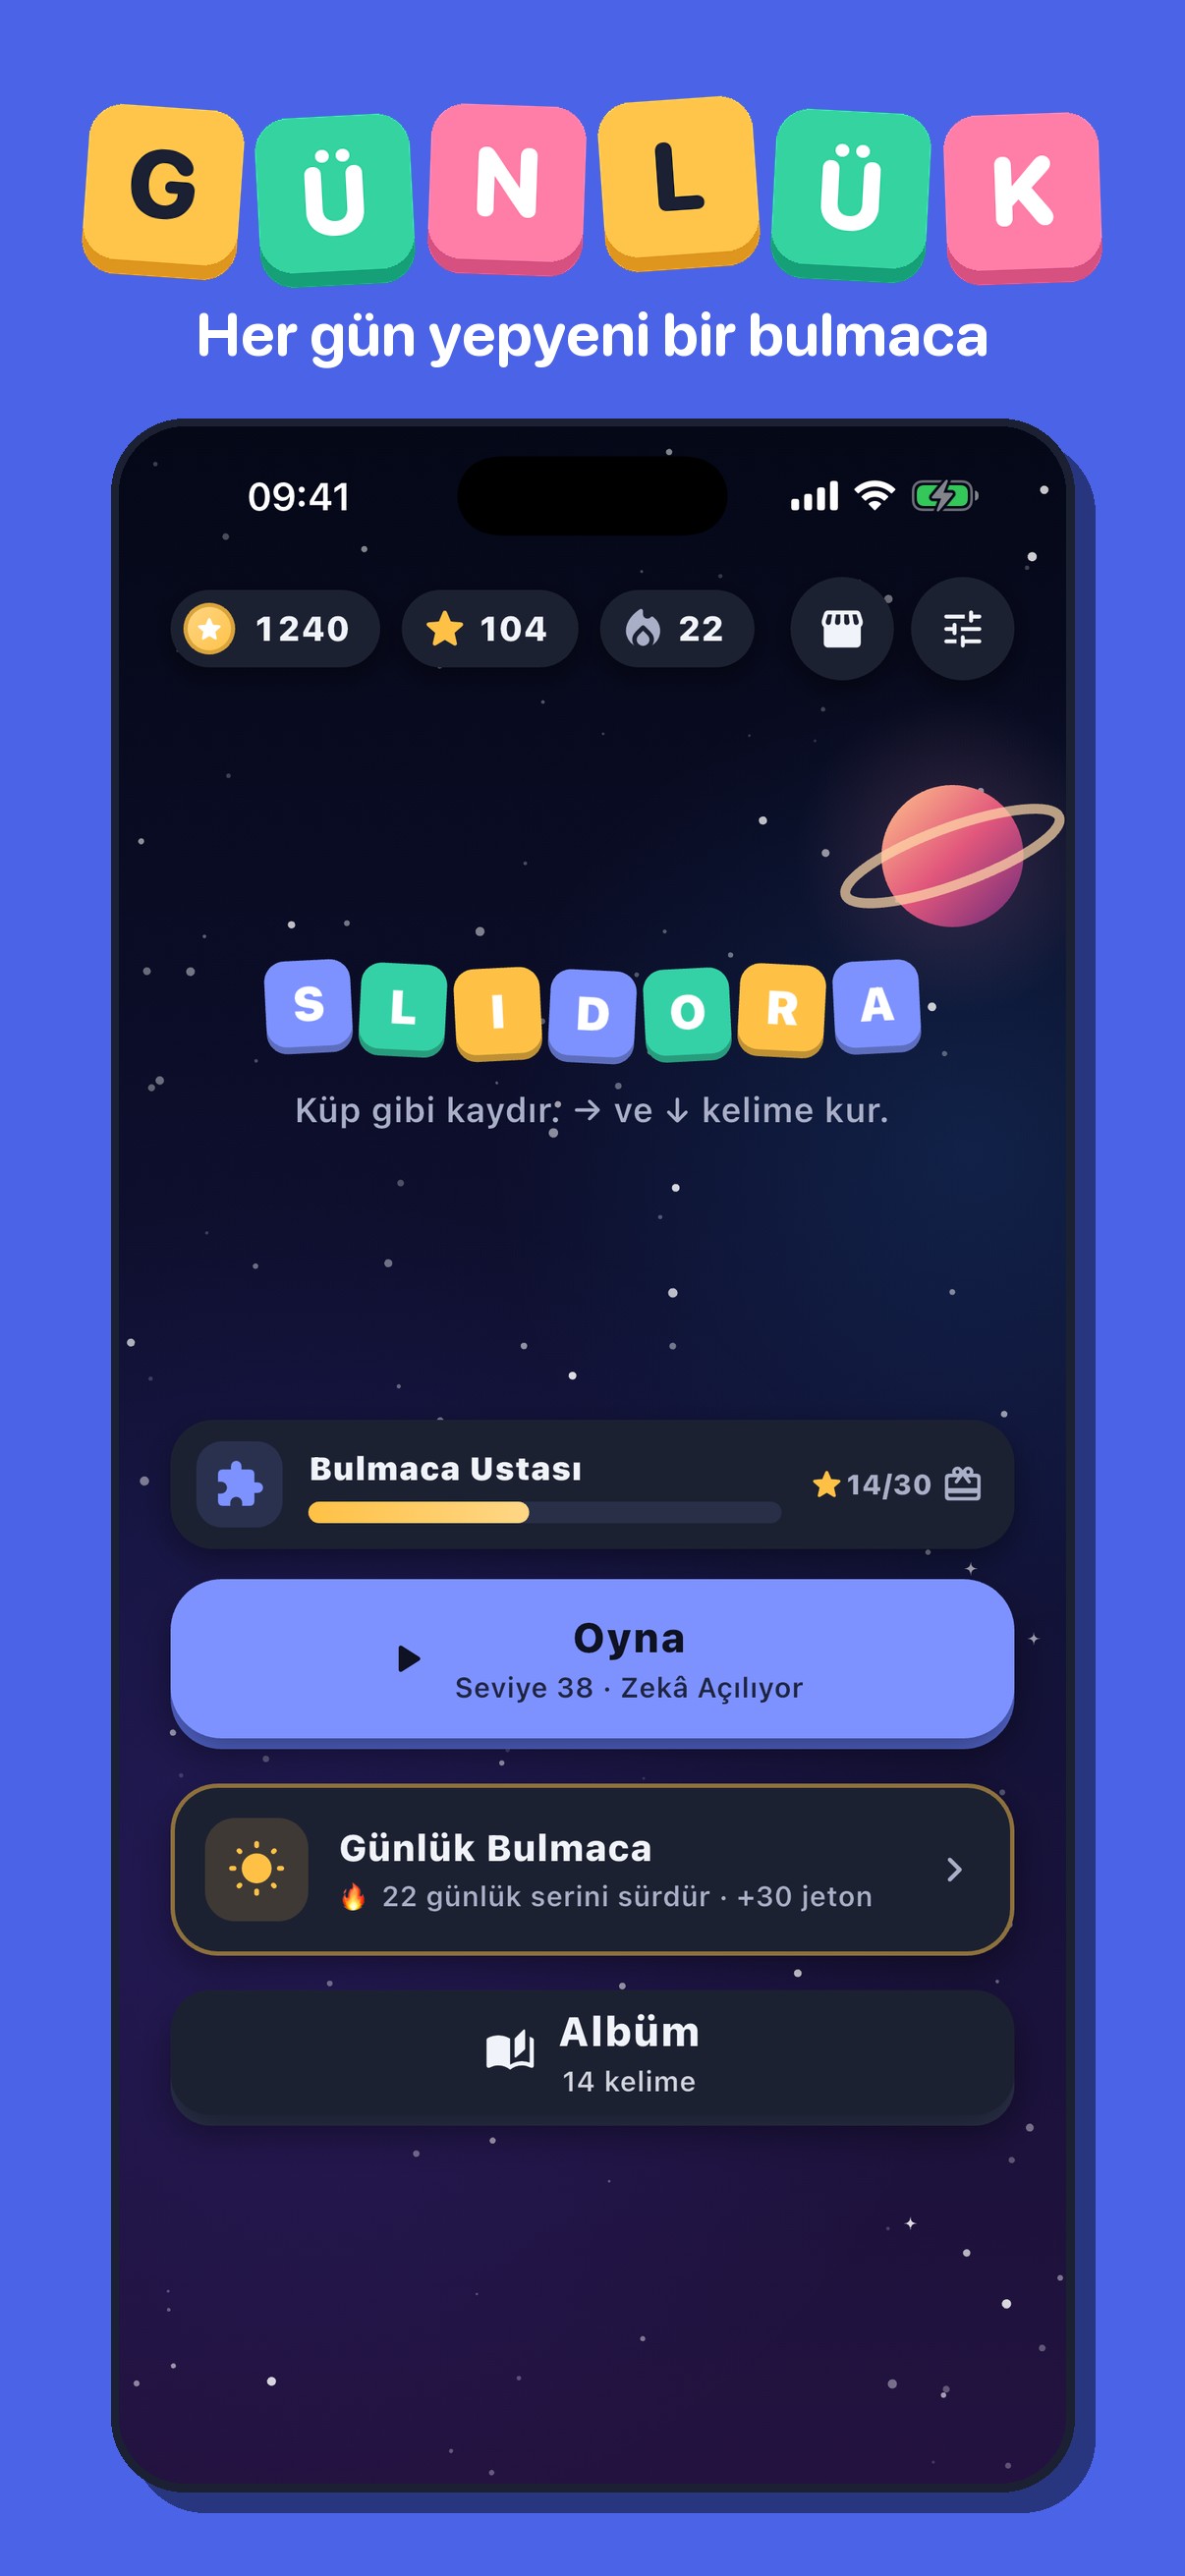 GÜNLÜK
Her gün yepyeni bir bulmaca
09:41
1240 104 22
SLIDORA
Küp gibi kaydır: → ve ↓ kelime kur.
Bulmaca Ustası
14/30
Oyna
Seviye 38 · Zekâ Açılıyor
Günlük Bulmaca
🔥 22 günlük serini sürdür · +30 jeton
Albüm
14 kelime